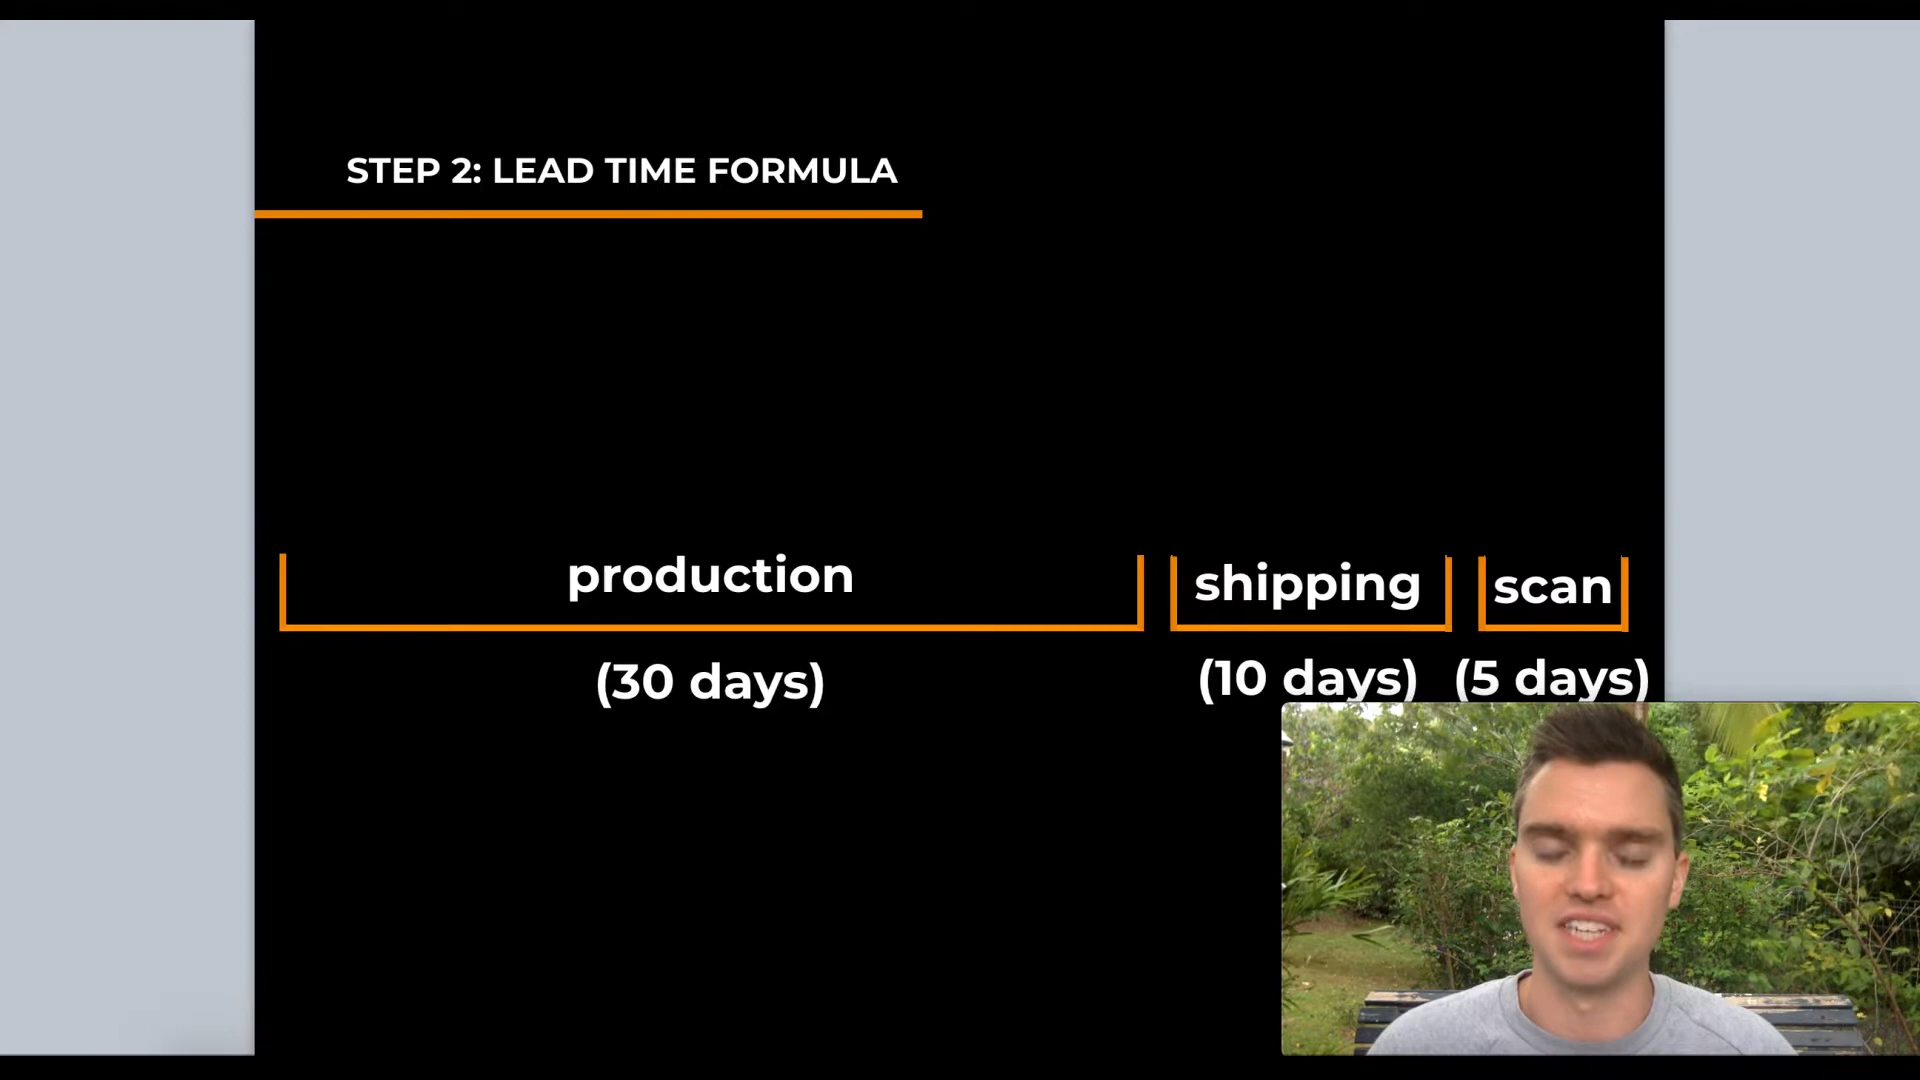 STEP 2: LEAD TIME FORMULA
production shipping scan
(30 days) (10 days) (5 days)